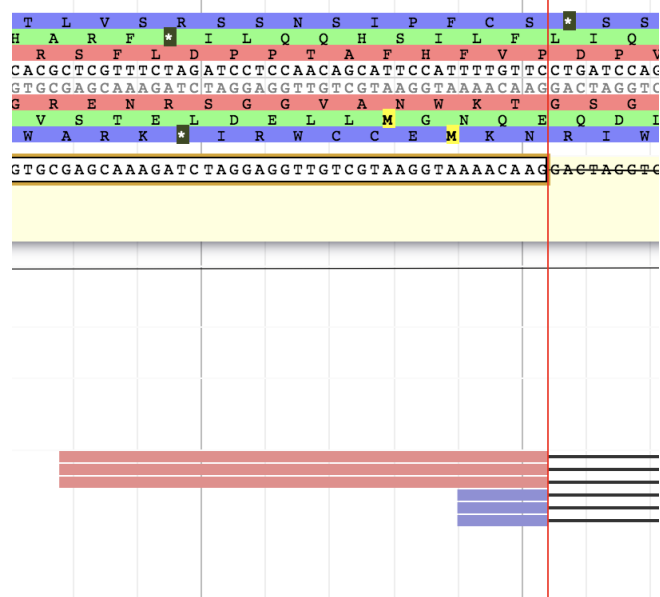 T L V S R S S N S I P F C S * S S
H A R F * I L Q Q H S I L F L I Q
R S F L D P P T A F H F V P D P V
CACGCTCGTTTCTAGATCCTCCAACAGCATTCCATTTTGTTCCTGATCCAG
GTGCGAGCAAAGATCTAGGAGGTTGTCGTAAGGTAAAACAAGGACTAGGTC
G R E N R S G G V A N W K T G S G
V S T E L D E L L M G N Q E Q D L
W A R K * I R W C C E M K N R I W
GTGCGAGCAAAGATCTAGGAGGTTGTCGTAAGGTAAAACAAGGACTAGGTC